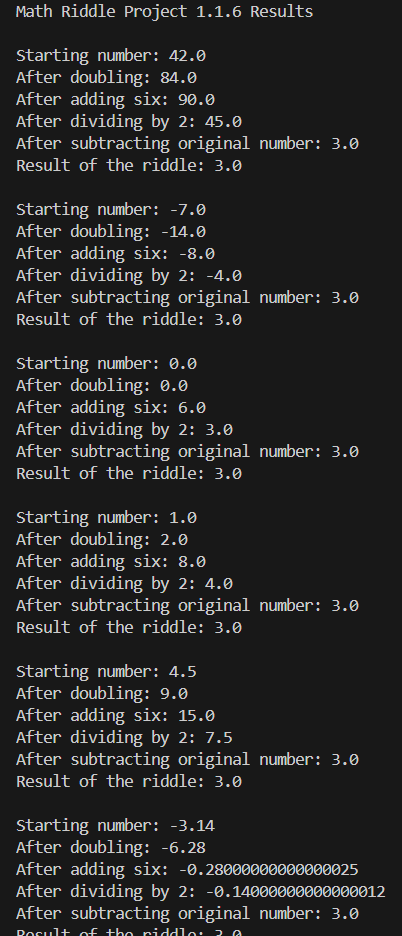 Math Riddle Project 1.1.6 Results
Starting number: 42.0
After doubling: 84.0
After adding six: 90.0
After dividing by 2: 45.0
After subtracting original number: 3.0
Result of the riddle: 3.0
Starting number: -7.0
After doubling: -14.0
After adding six: -8.0
After dividing by 2: -4.0
After subtracting original number: 3.0
Result of the riddle: 3.0
Starting number: 0.0
After doubling: 0.0
After adding six: 6.0
After dividing by 2: 3.0
After subtracting original number: 3.0
Result of the riddle: 3.0
Starting number: 1.0
After doubling: 2.0
After adding six: 8.0
After dividing by 2: 4.0
After subtracting original number: 3.0
Result of the riddle: 3.0
Starting number: 4.5
After doubling: 9.0
After adding six: 15.0
After dividing by 2: 7.5
After subtracting original number: 3.0
Result of the riddle: 3.0
Starting number: -3.14
After doubling: -6.28
After adding six: -0.28000000000000025
After dividing by 2: -0.14000000000000012
After subtracting original number: 3.0
Result of the riddle: 3.0